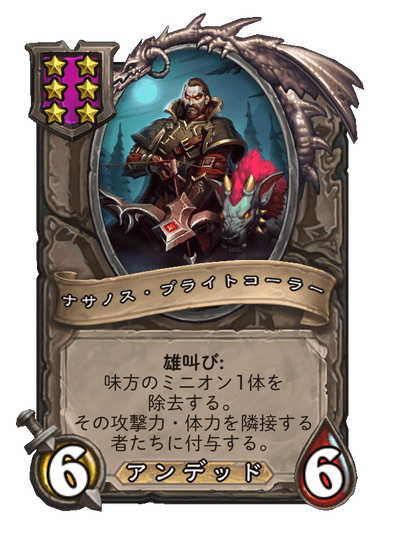 ナサノス・ブライトコーラー
雄叫び:
味方のミニオン1体を
除去する。
その攻撃力・体力を隣接する
者たちに付与する。
6
アンデッド
6